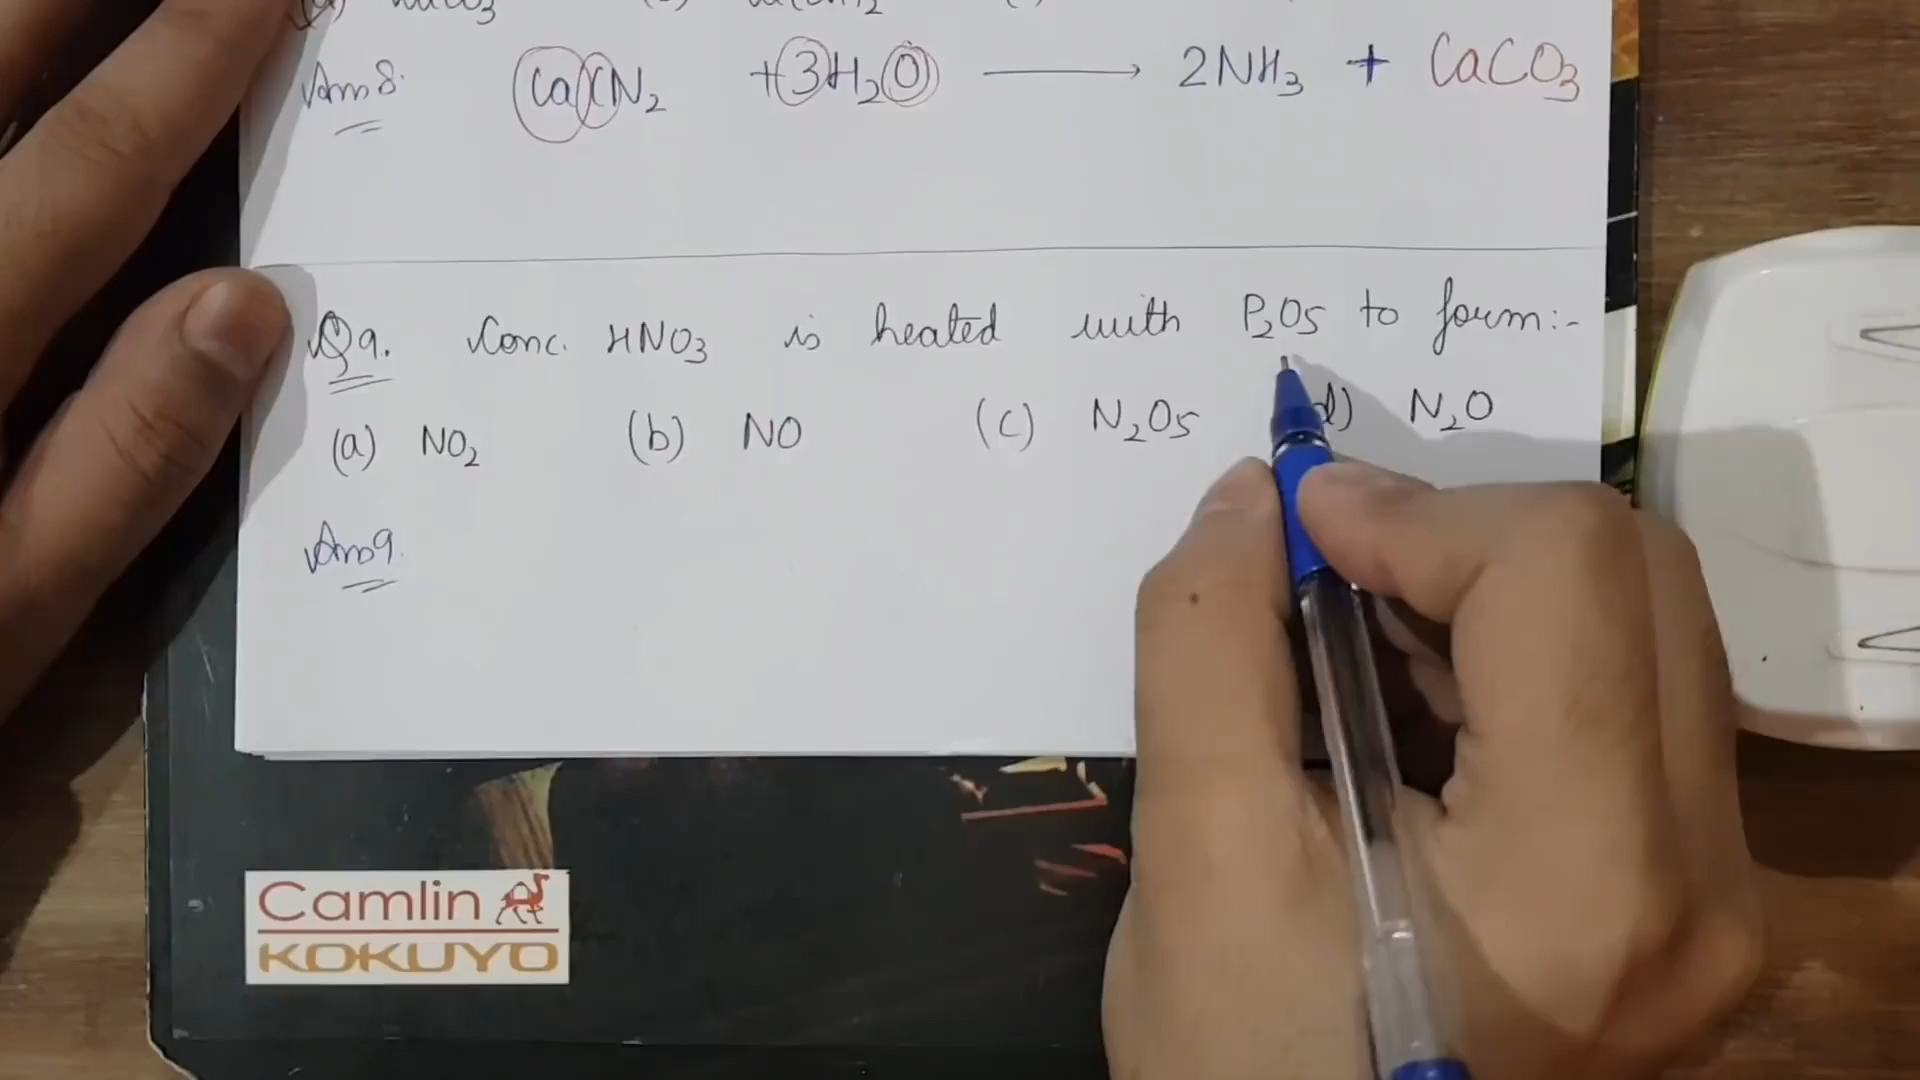 Ans 8. CaCN2 + 3H2O → 2NH3 + CaCO3
Q9. Conc. HNO3 is heated with P2O5 to form:-
(a) NO2 (b) NO (c) N2O5 d) N2O
Ans 9.
Camlin
KOKUYO